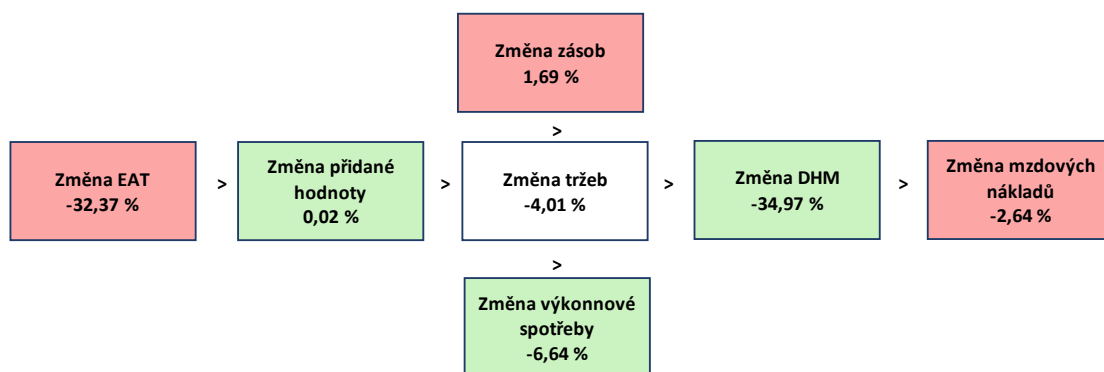 Změna zásob
1,69 %
>
Změna EAT
-32,37 %
>
Změna přidané
hodnoty
0,02 %
>
Změna tržeb
-4,01 %
>
Změna DHM
-34,97 %
>
Změna mzdových
nákladů
-2,64 %
>
Změna výkonnové
spotřeby
-6,64 %